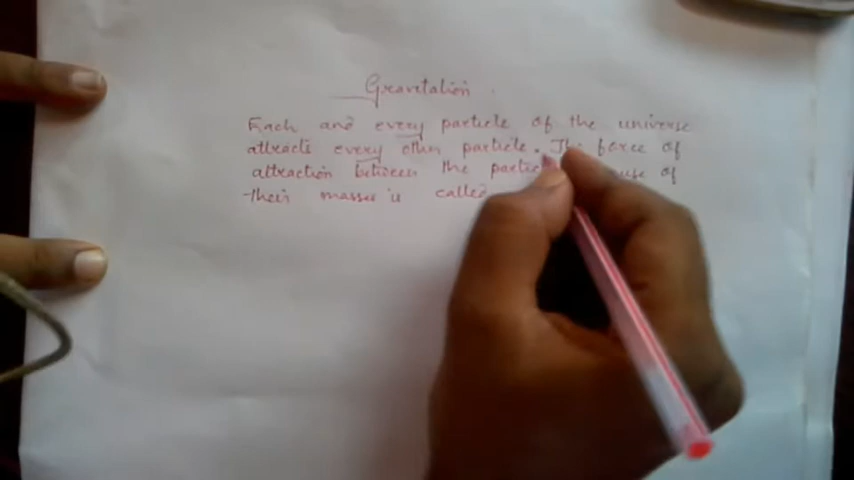 Gravitation.
Each and every particle of the universe
attracts every other particle. The force of
attraction between the of
their masses is called